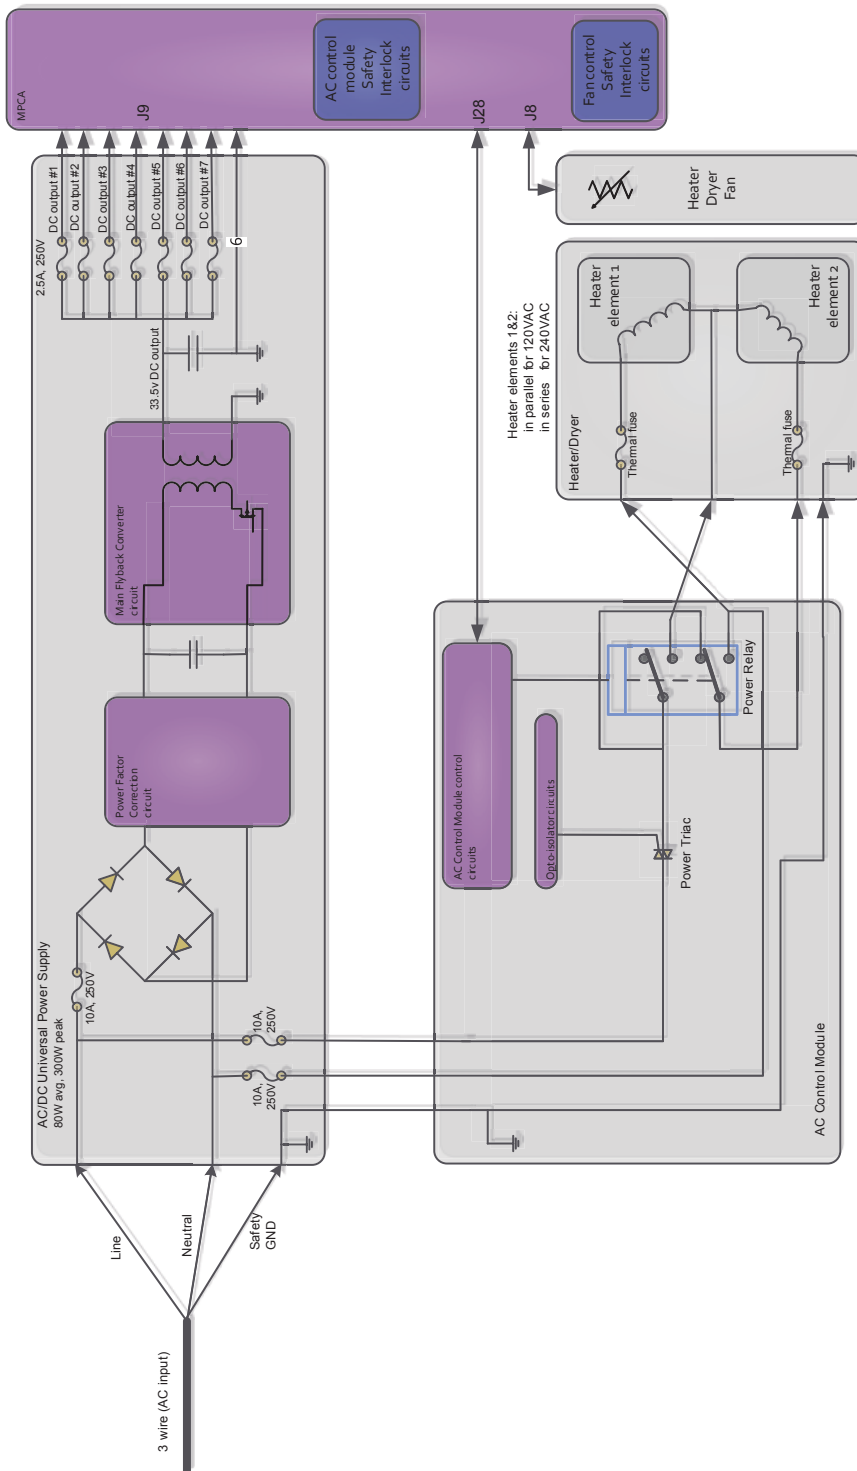 3 wire (AC input)
Line
Neutral
Safety
GND
AC/DC Universal Power Supply
80W avg, 300W peak
10A, 250V
10A,
250V
10A,
250V
Power Factor
Correction
circuit
Main Flyback Converter
circuit
33.5v DC output
2.5A, 250V
DC output #1
DC output #2
DC output #3
DC output #4
DC output #5
DC output #6
DC output #7
6
MPCA
J9
AC control
module
Safety
Interlock
circuits
J28
J8
Fan control
Safety
Interlock
circuits
Heater
Dryer
Fan
Heater elements 1&2:
in parallel for 120VAC
in series for 240VAC
Heater/Dryer
Heater
element 1
Heater
element 2
Thermal fuse
Thermal fuse
AC Control Module control
circuits
Opto-isolator circuits
Power Triac
Power Relay
AC Control Module